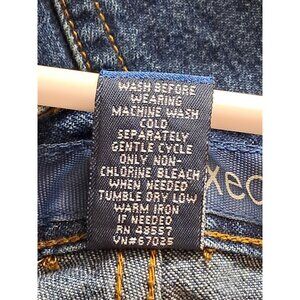 WASH BEFORE
WEARING
MACHINE WASH
COLD
SEPARATELY
GENTLE CYCLE
ONLY NON-
CHLORINE BLEACH
WHEN NEEDED
TUMBLE DRY LOW
WARM IRON
IF NEEDED
RN 48557
VN#67025